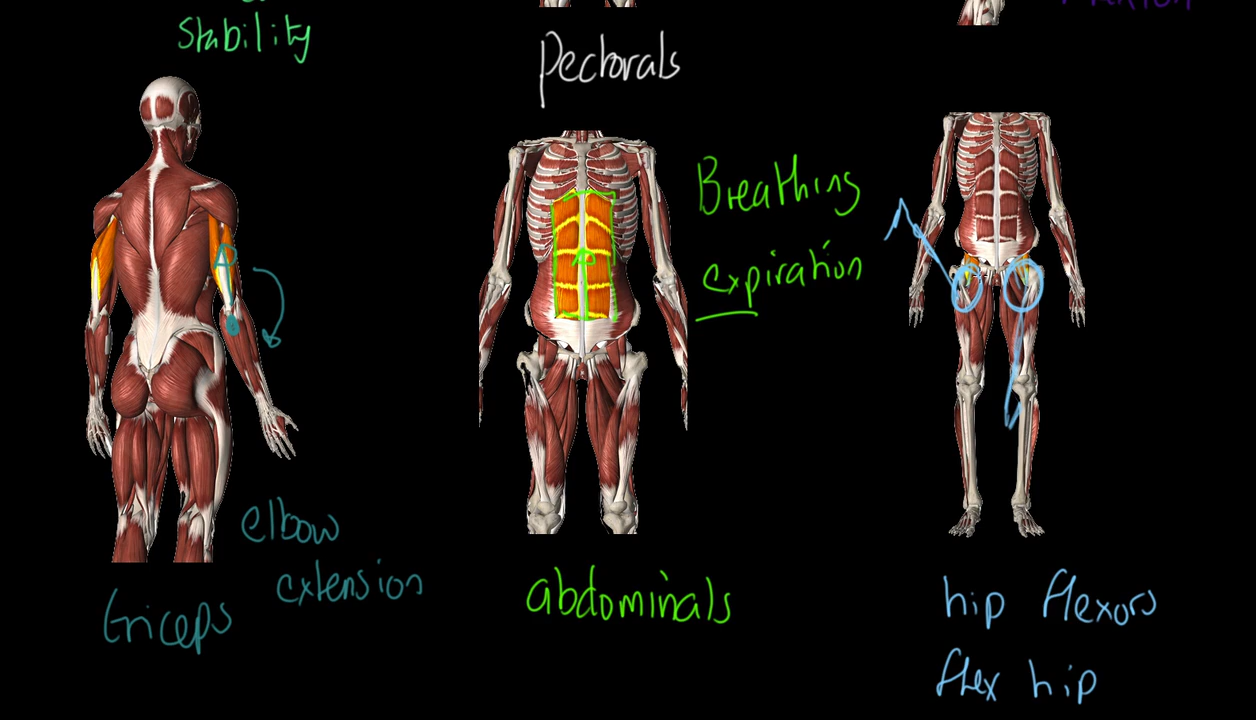 Stability
Pectorals
Breathing
expiration
elbow
extension
triceps
abdominals
hip flexors
flex hip